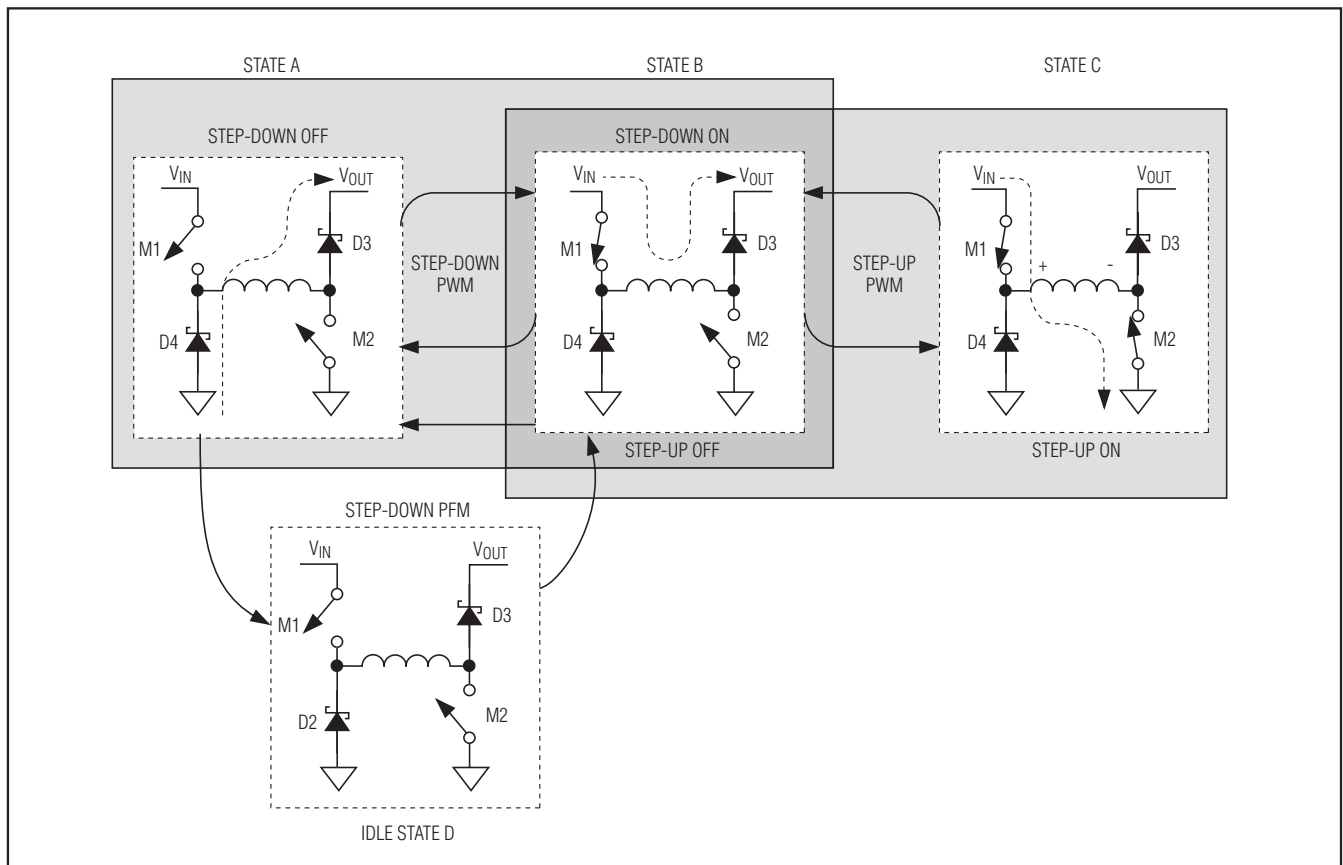 STATE A
STATE B
STATE C
STEP-DOWN OFF
STEP-DOWN ON
VIN
VOUT
M1
D3
D4
M2
STEP-DOWN
PWM
VIN
VOUT
M1
D3
D4
M2
STEP-UP
PWM
VIN
VOUT
M1
D3
+
-
D4
M2
STEP-UP OFF
STEP-UP ON
STEP-DOWN PFM
VIN
VOUT
M1
D3
D2
M2
IDLE STATE D